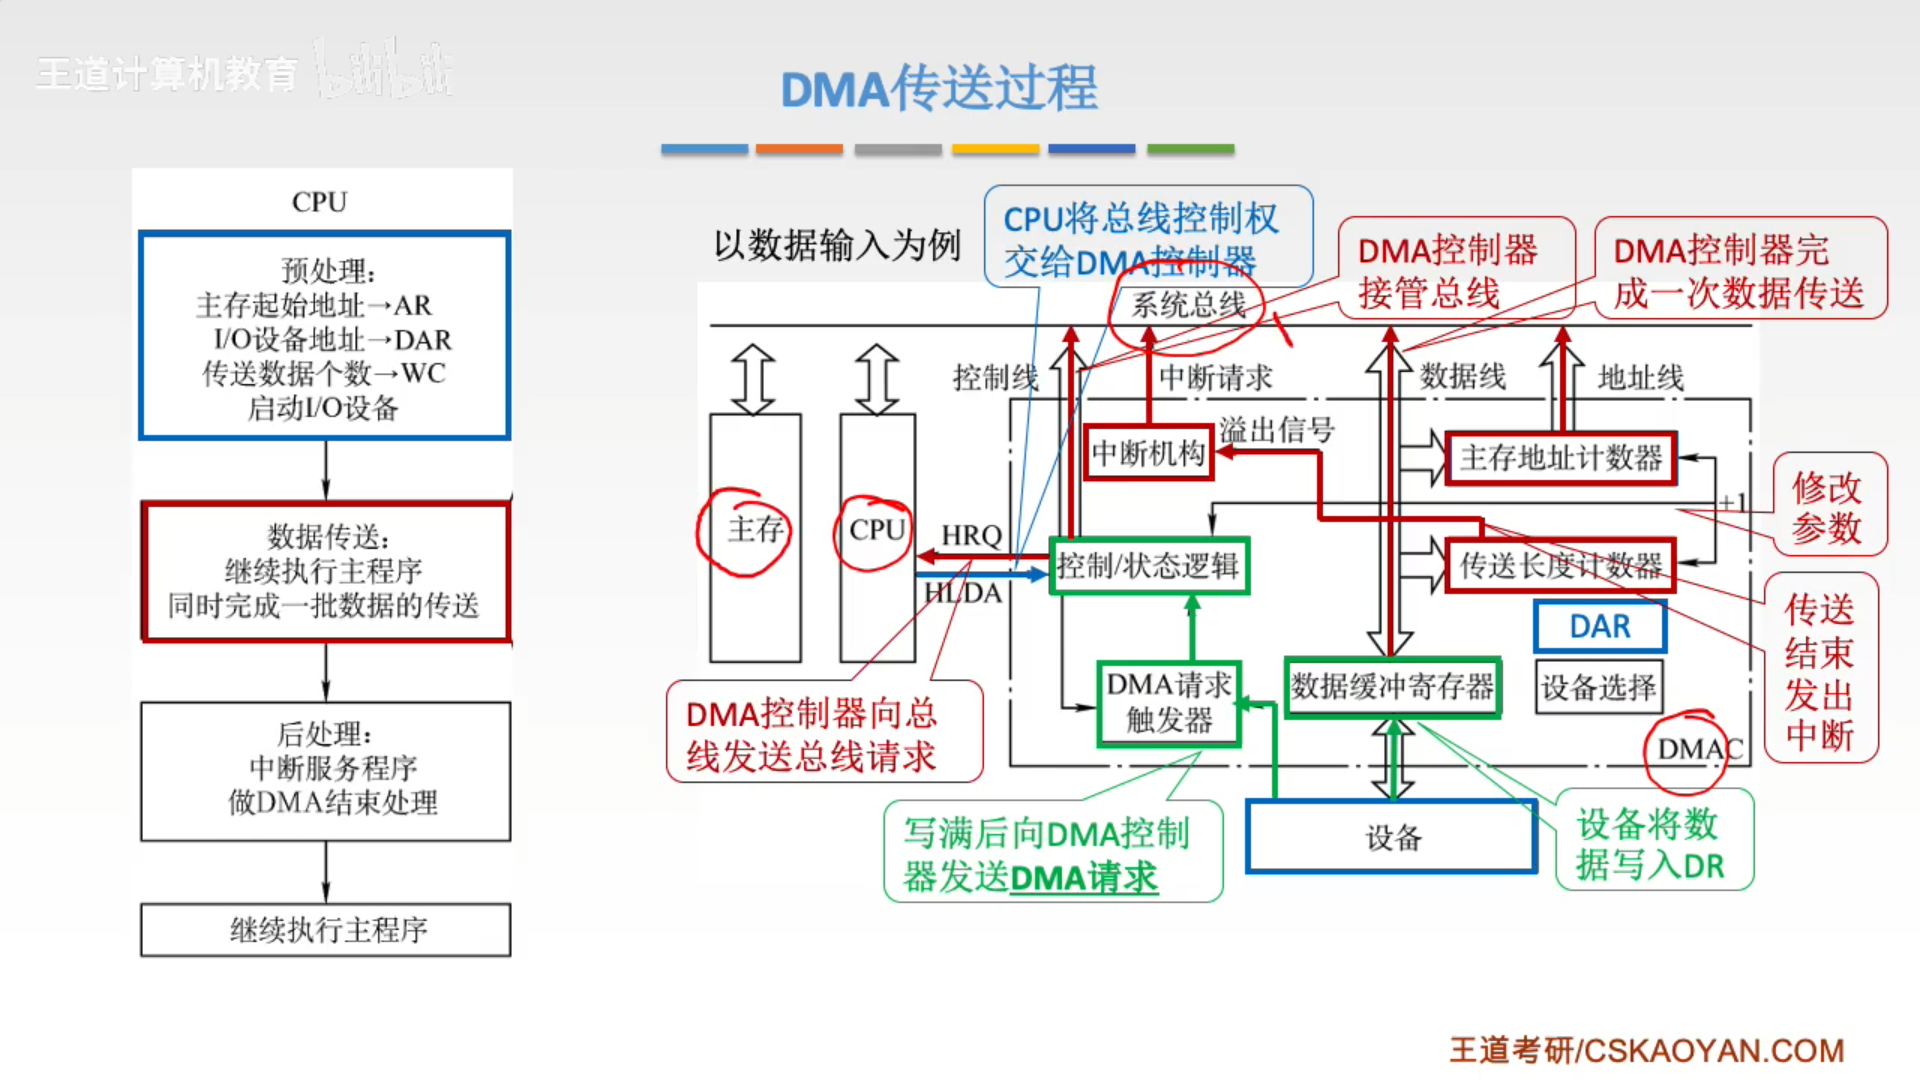 王道计算机教育 bilibili
DMA传送过程
CPU
预处理:
主存起始地址→AR
I/O设备地址→DAR
传送数据个数→WC
启动I/O设备
数据传送:
继续执行主程序
同时完成一批数据的传送
后处理:
中断服务程序
做DMA结束处理
继续执行主程序
以数据输入为例
CPU将总线控制权
交给DMA控制器
DMA控制器
接管总线
DMA控制器完
成一次数据传送
系统总线
控制线
中断请求
数据线
地址线
中断机构
溢出信号
主存地址计数器
+1
修改
参数
主存
CPU
HRQ
HLDA
控制/状态逻辑
传送长度计数器
DAR
传送
结束
发出
中断
DMA请求
触发器
数据缓冲寄存器
设备选择
DMAC
DMA控制器向总
线发送总线请求
写满后向DMA控制
器发送DMA请求
设备
设备将数
据写入DR
王道考研/CSKAOYAN.COM